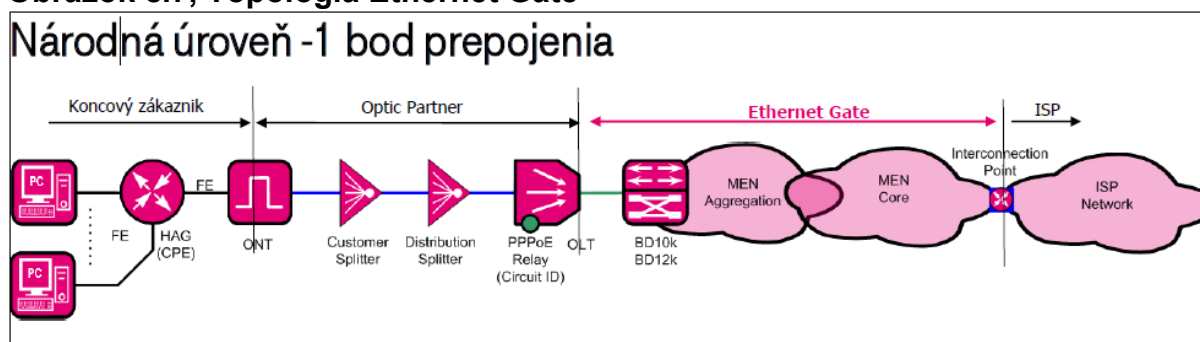 Národná úroveň -1 bod prepojenia
Koncový zákaznik
Optic Partner
Ethernet Gate
ISP
PC
FE
FE
HAG
(CPE)
PC
ONT
Customer
Splitter
Distribution
Splitter
PPPoE
Relay
(Circuit ID)
OLT
BD10k
BD12k
MEN
Aggregation
MEN
Core
Interconnection
Point
ISP
Network